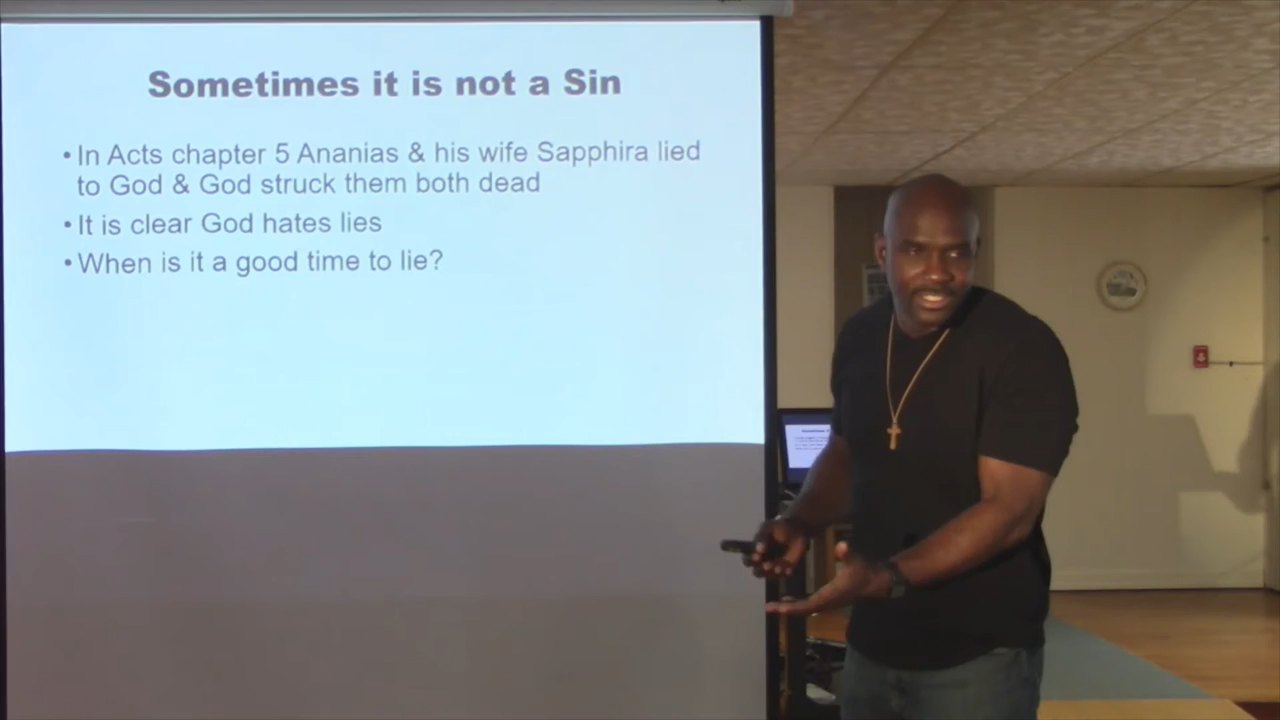 Sometimes it is not a Sin
• In Acts chapter 5 Ananias & his wife Sapphira lied
to God & God struck them both dead
• It is clear God hates lies
• When is it a good time to lie?